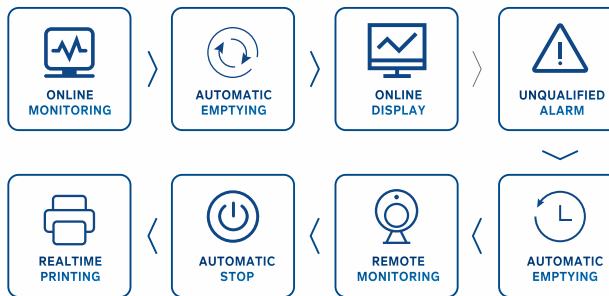 ONLINE
MONITORING
AUTOMATIC
EMPTYING
ONLINE
DISPLAY
UNQUALIFIED
ALARM
REALTIME
PRINTING
AUTOMATIC
STOP
REMOTE
MONITORING
AUTOMATIC
EMPTYING